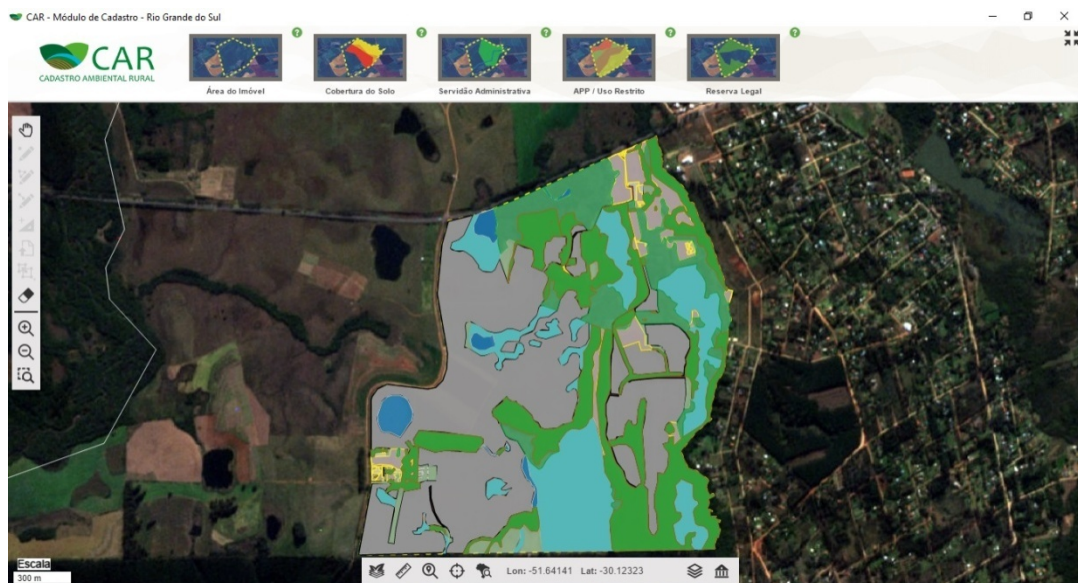 CAR - Módulo de Cadastro - Rio Grande do Sul
CAR
CADASTRO AMBIENTAL RURAL
? ? ? ? ?
Área do Imóvel Cobertura do Solo Servidão Administrativa APP / Uso Restrito Reserva Legal
Escala
300 m
Lon: -51.64141 Lat: -30.12323